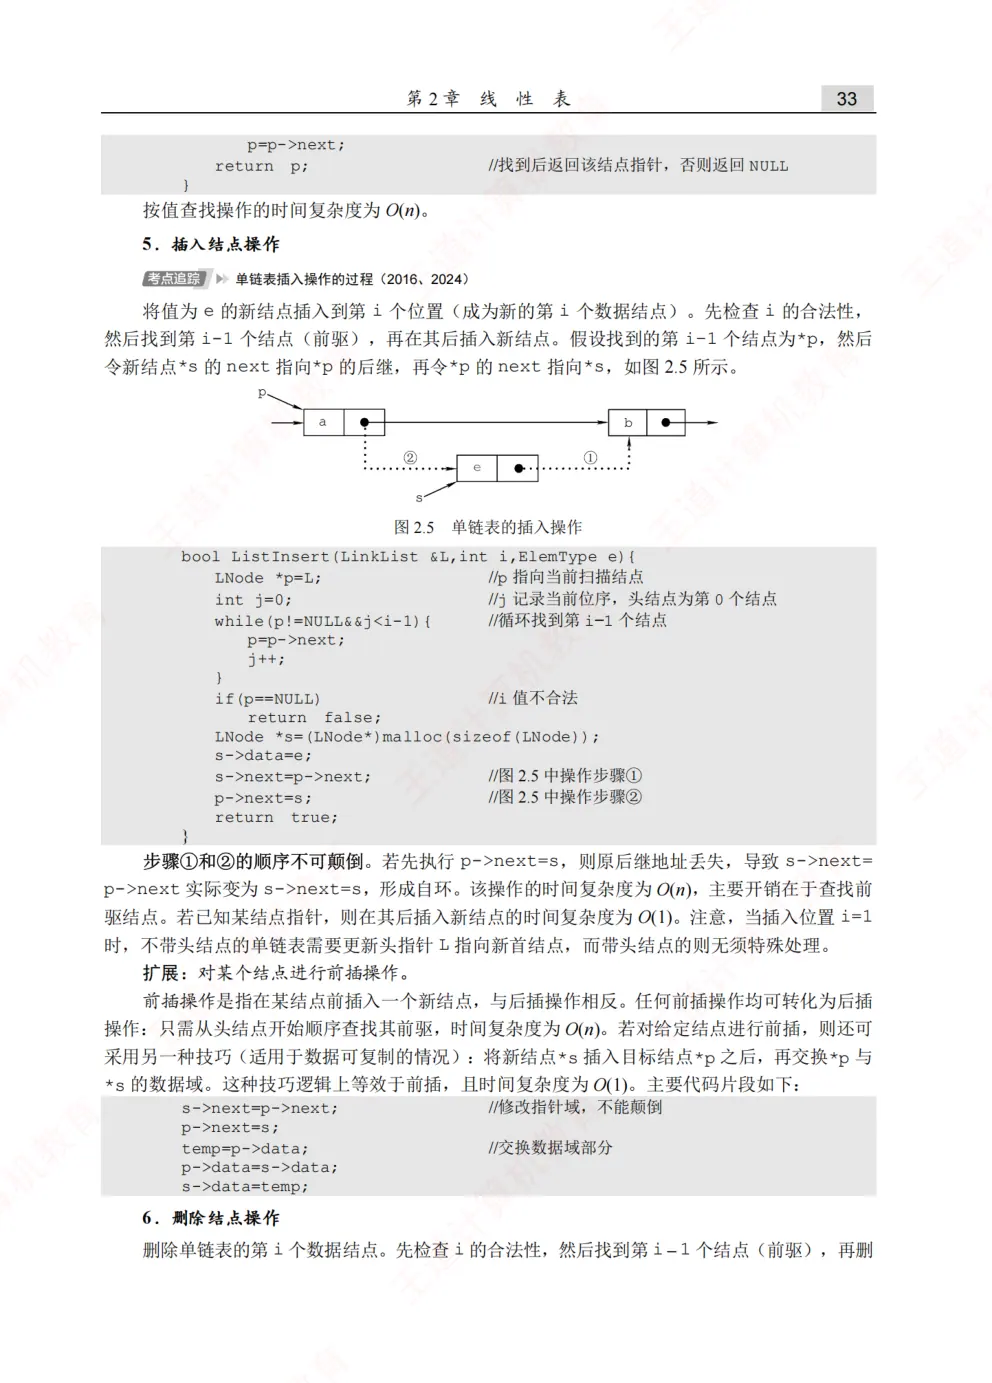 第2章 线 性 表
33
p=p->next;
return p; //找到后返回该结点指针，否则返回 NULL
}
按值查找操作的时间复杂度为 O(n)。
5．插入结点操作
考点追踪 单链表插入操作的过程（2016、2024）
将值为 e 的新结点插入到第 i 个位置（成为新的第 i 个数据结点）。先检查 i 的合法性，
然后找到第 i-1 个结点（前驱），再在其后插入新结点。假设找到的第 i-1 个结点为*p，然后
令新结点*s 的 next 指向*p 的后继，再令*p 的 next 指向*s，如图 2.5 所示。
p
a
b
②
e
①
s
图 2.5 单链表的插入操作
bool ListInsert(LinkList &L,int i,ElemType e){
LNode *p=L; //p 指向当前扫描结点
int j=0; //j 记录当前位序，头结点为第 0 个结点
while(p!=NULL&&j<i-1){ //循环找到第 i-1 个结点
p=p->next;
j++;
}
if(p==NULL) //i 值不合法
return false;
LNode *s=(LNode*)malloc(sizeof(LNode));
s->data=e;
s->next=p->next; //图 2.5 中操作步骤①
p->next=s; //图 2.5 中操作步骤②
return true;
}
步骤①和②的顺序不可颠倒。若先执行 p->next=s，则原后继地址丢失，导致 s->next=
p->next 实际变为 s->next=s，形成自环。该操作的时间复杂度为 O(n)，主要开销在于查找前
驱结点。若已知某结点指针，则在其后插入新结点的时间复杂度为 O(1)。注意，当插入位置 i=1
时，不带头结点的单链表需要更新头指针 L 指向新首结点，而带头结点的则无须特殊处理。
扩展：对某个结点进行前插操作。
前插操作是指在某结点前插入一个新结点，与后插操作相反。任何前插操作均可转化为后插
操作：只需从头结点开始顺序查找其前驱，时间复杂度为 O(n)。若对给定结点进行前插，则还可
采用另一种技巧（适用于数据可复制的情况）：将新结点*s 插入目标结点*p 之后，再交换*p 与
*s 的数据域。这种技巧逻辑上等效于前插，且时间复杂度为 O(1)。主要代码片段如下：
s->next=p->next; //修改指针域，不能颠倒
p->next=s;
temp=p->data; //交换数据域部分
p->data=s->data;
s->data=temp;
6．删除结点操作
删除单链表的第 i 个数据结点。先检查 i 的合法性，然后找到第 i-1 个结点（前驱），再删